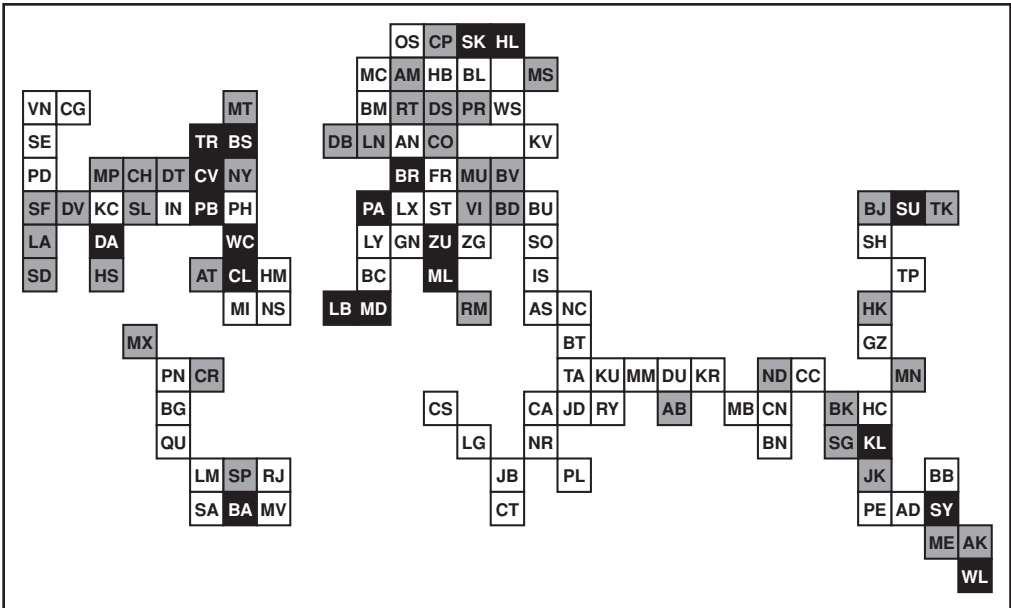 OS CP SK HL
MC AM HB BL MS
VN CG MT BM RT DS PR WS
SE TR BS DB LN AN CO KV
PD MP CH DT CV NY BR FR MU BV
SF DV KC SL IN PB PH PA LX ST VI BD BU BJ SU TK
LA DA WC LY GN ZU ZG SO SH
SD HS AT CL HM BC ML IS TP
MI NS LB MD RM AS NC HK
MX BT GZ
PN CR TA KU MM DU KR ND CC MN
BG CS CA JD RY AB MB CN BK HC
QU LG NR BN SG KL
LM SP RJ JB PL JK BB
SA BA MV CT PE AD SY
ME AK
WL